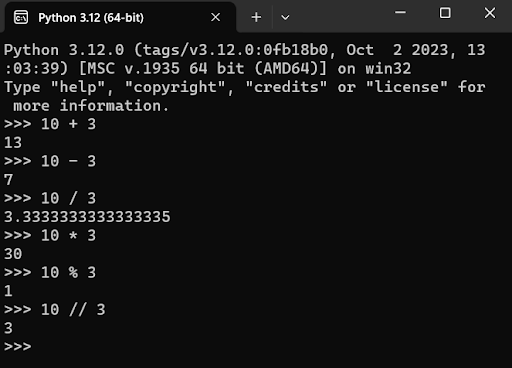 Python 3.12 (64-bit)
Python 3.12.0 (tags/v3.12.0:0fb18b0, Oct  2 2023, 13
:03:39) [MSC v.1935 64 bit (AMD64)] on win32
Type "help", "copyright", "credits" or "license" for
 more information.
>>> 10 + 3
13
>>> 10 - 3
7
>>> 10 / 3
3.3333333333333335
>>> 10 * 3
30
>>> 10 % 3
1
>>> 10 // 3
3
>>>